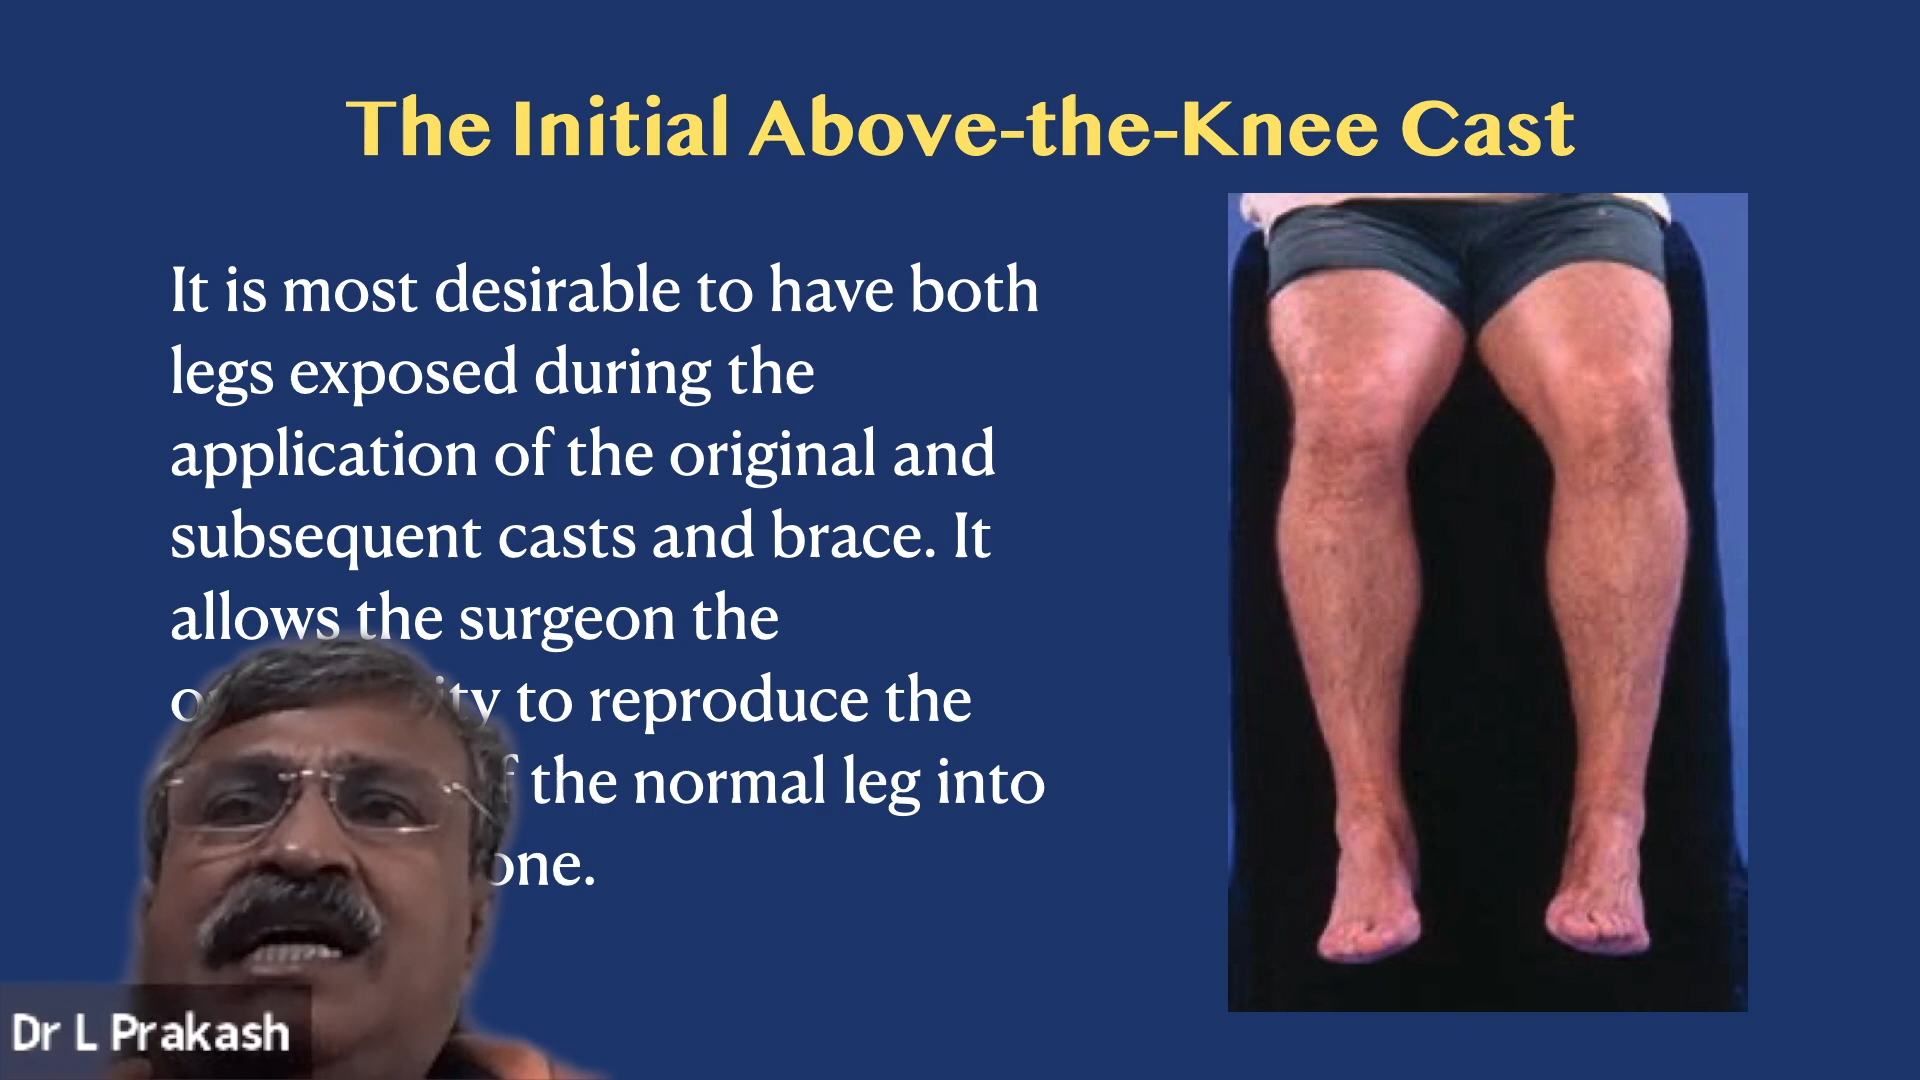 The Initial Above-the-Knee Cast
It is most desirable to have both
legs exposed during the
application of the original and
subsequent casts and brace. It
allows the surgeon the
to reproduce the
the normal leg into
one.
Dr L Prakash